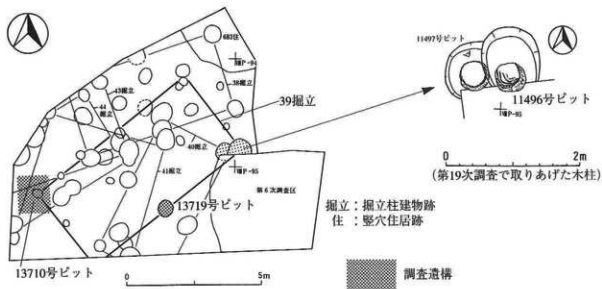 683住
P-94
38掘立
43掘立
44掘立
39掘立
40掘立
41掘立
P-95
第6次調査区
13719号ピット
13710号ピット
0
5m
11497号ピット
11496号ピット
P-95
0
2m
(第19次調査で取りあげた木柱)
掘立：掘立柱建物跡
住：竪穴住居跡
調査遺構